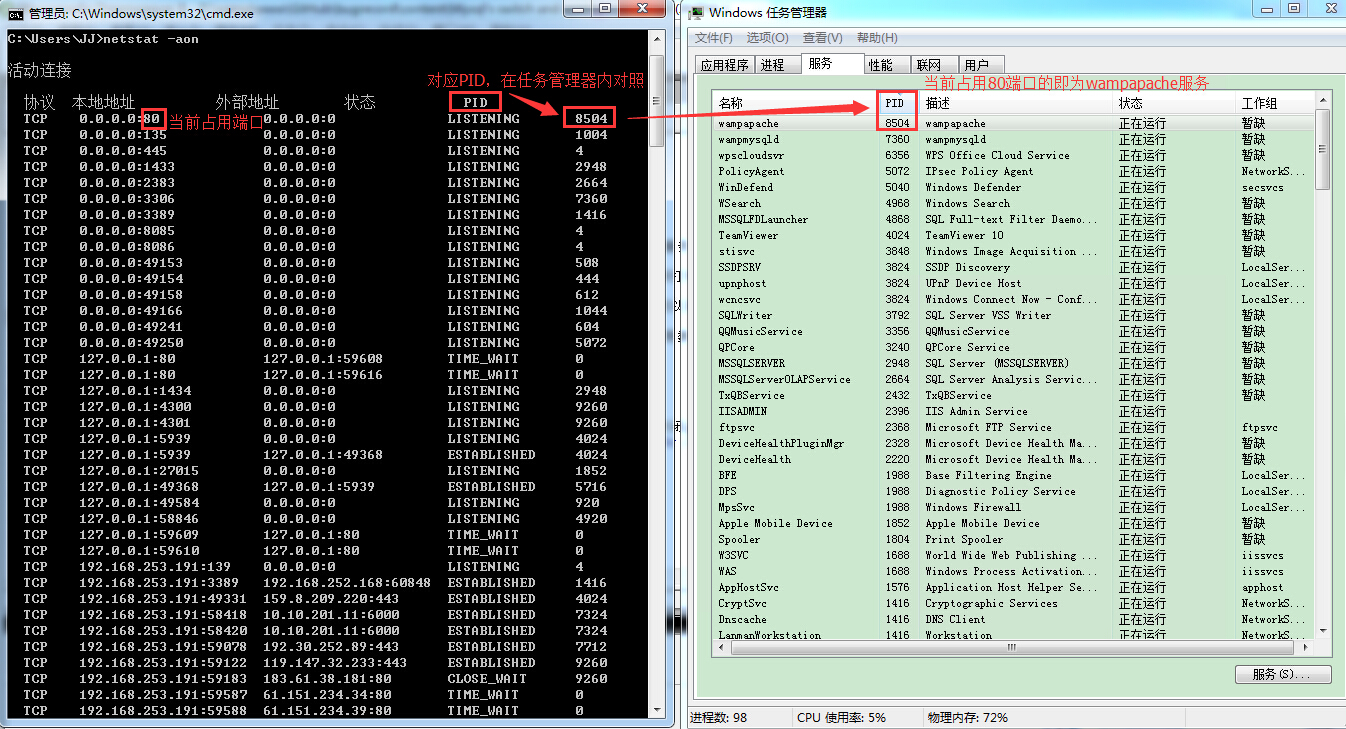 管理员: C:\Windows\system32\cmd.exe
C:\Users\JJ>netstat -aon
活动连接
对应PID，在任务管理器内对照
协议 本地地址 外部地址 状态 PID
TCP 0.0.0.0:80 当前占用端口 0.0.0.0:0 LISTENING 8504
TCP 0.0.0.0:135 0.0.0.0:0 LISTENING 1004
TCP 0.0.0.0:445 0.0.0.0:0 LISTENING 4
TCP 0.0.0.0:1433 0.0.0.0:0 LISTENING 2948
TCP 0.0.0.0:2383 0.0.0.0:0 LISTENING 2664
TCP 0.0.0.0:3306 0.0.0.0:0 LISTENING 7360
TCP 0.0.0.0:3389 0.0.0.0:0 LISTENING 1416
TCP 0.0.0.0:8085 0.0.0.0:0 LISTENING 4
TCP 0.0.0.0:8086 0.0.0.0:0 LISTENING 4
TCP 0.0.0.0:49153 0.0.0.0:0 LISTENING 508
TCP 0.0.0.0:49154 0.0.0.0:0 LISTENING 444
TCP 0.0.0.0:49158 0.0.0.0:0 LISTENING 612
TCP 0.0.0.0:49166 0.0.0.0:0 LISTENING 1044
TCP 0.0.0.0:49241 0.0.0.0:0 LISTENING 604
TCP 0.0.0.0:49250 0.0.0.0:0 LISTENING 5072
TCP 127.0.0.1:80 127.0.0.1:59608 TIME_WAIT 0
TCP 127.0.0.1:80 127.0.0.1:59616 TIME_WAIT 0
TCP 127.0.0.1:1434 0.0.0.0:0 LISTENING 2948
TCP 127.0.0.1:4300 0.0.0.0:0 LISTENING 9260
TCP 127.0.0.1:4301 0.0.0.0:0 LISTENING 9260
TCP 127.0.0.1:5939 0.0.0.0:0 LISTENING 4024
TCP 127.0.0.1:5939 127.0.0.1:49368 ESTABLISHED 4024
TCP 127.0.0.1:27015 0.0.0.0:0 LISTENING 1852
TCP 127.0.0.1:49368 127.0.0.1:5939 ESTABLISHED 5716
TCP 127.0.0.1:49584 0.0.0.0:0 LISTENING 920
TCP 127.0.0.1:58846 0.0.0.0:0 LISTENING 4920
TCP 127.0.0.1:59609 127.0.0.1:80 TIME_WAIT 0
TCP 127.0.0.1:59610 127.0.0.1:80 TIME_WAIT 0
TCP 192.168.253.191:139 0.0.0.0:0 LISTENING 4
TCP 192.168.253.191:3389 192.168.252.168:60848 ESTABLISHED 1416
TCP 192.168.253.191:49331 159.8.209.220:443 ESTABLISHED 4024
TCP 192.168.253.191:58418 10.10.201.11:6000 ESTABLISHED 7324
TCP 192.168.253.191:58420 10.10.201.11:6000 ESTABLISHED 7324
TCP 192.168.253.191:59078 192.30.252.89:443 ESTABLISHED 7712
TCP 192.168.253.191:59122 119.147.32.233:443 ESTABLISHED 9260
TCP 192.168.253.191:59183 183.61.38.181:80 CLOSE_WAIT 9260
TCP 192.168.253.191:59587 61.151.234.34:80 TIME_WAIT 0
TCP 192.168.253.191:59588 61.151.234.39:80 TIME_WAIT 0
Windows 任务管理器
文件(F) 选项(O) 查看(V) 帮助(H)
应用程序 进程 服务 性能 联网 用户
当前占用80端口的即为wampapache服务
名称 PID 描述 状态 工作组
wampapache 8504 wampapache 正在运行 暂缺
wampmysqld 7360 wampmysqld 正在运行 暂缺
wpscloudsvr 6356 WPS Office Cloud Service 正在运行 暂缺
PolicyAgent 5072 IPsec Policy Agent 正在运行 NetworkS...
WinDefend 5040 Windows Defender 正在运行 secsvcs
WSearch 4968 Windows Search 正在运行 暂缺
MSSQLFDLauncher 4868 SQL Full-text Filter Daemo... 正在运行 暂缺
TeamViewer 4024 TeamViewer 10 正在运行 暂缺
stisvc 3848 Windows Image Acquisition ... 正在运行 暂缺
SSDPSRV 3824 SSDP Discovery 正在运行 LocalSer...
upnphost 3824 UPnP Device Host 正在运行 LocalSer...
wcncsvc 3824 Windows Connect Now - Conf... 正在运行 LocalSer...
SQLWriter 3792 SQL Server VSS Writer 正在运行 暂缺
QQMusicService 3356 QQMusicService 正在运行 暂缺
QPCore 3240 QPCore Service 正在运行 暂缺
MSSQLSERVER 2948 SQL Server (MSSQLSERVER) 正在运行 暂缺
MSSQLServerOLAPService 2664 SQL Server Analysis Servic... 正在运行 暂缺
TxQBService 2432 TxQBService 正在运行 暂缺
IISADMIN 2396 IIS Admin Service 正在运行
ftpsvc 2368 Microsoft FTP Service 正在运行 ftpsvc
DeviceHealthPluginMgr 2328 Microsoft Device Health Ma... 正在运行 暂缺
DeviceHealth 2220 Microsoft Device Health Ma... 正在运行 暂缺
BFE 1988 Base Filtering Engine 正在运行 LocalSer...
DPS 1988 Diagnostic Policy Service 正在运行 LocalSer...
MpsSvc 1988 Windows Firewall 正在运行 LocalSer...
Apple Mobile Device 1852 Apple Mobile Device 正在运行 暂缺
Spooler 1804 Print Spooler 正在运行 暂缺
W3SVC 1688 World Wide Web Publishing ... 正在运行 iissvcs
WAS 1688 Windows Process Activation... 正在运行 iissvcs
AppHostSvc 1576 Application Host Helper Se... 正在运行 apphost
CryptSvc 1416 Cryptographic Services 正在运行 NetworkS...
Dnscache 1416 DNS Client 正在运行 NetworkS...
LanmanWorkstation 1416 Workstation 正在运行 NetworkS...
服务(S)...
进程数: 98 CPU 使用率: 5% 物理内存: 72%